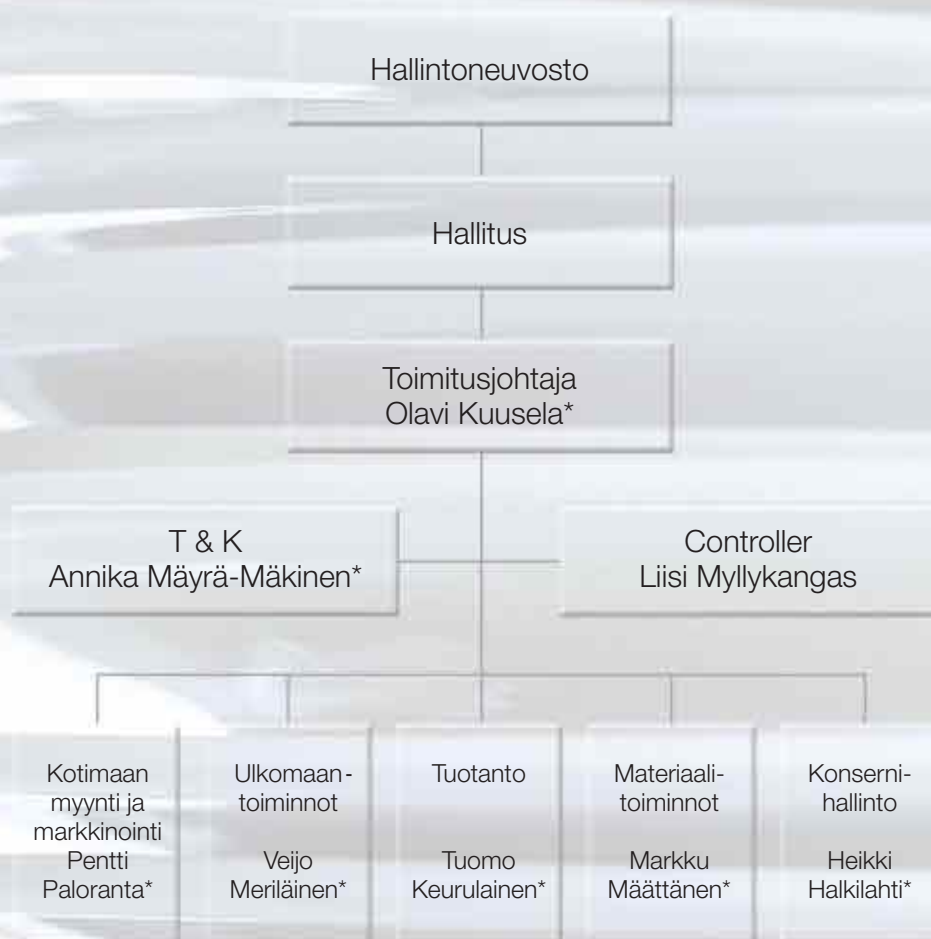 Hallintoneuvosto
Hallitus
Toimitusjohtaja
Olavi Kuusela*
T & K
Annika Mäyrä-Mäkinen*
Controller
Liisi Myllykangas
Kotimaan
myynti ja
markkinointi
Pentti
Paloranta*
Ulkomaan-
toiminnot
Veijo
Meriläinen*
Tuotanto
Tuomo
Keurulainen*
Materiaali-
toiminnot
Markku
Määttänen*
Konserni-
hallinto
Heikki
Halkilahti*